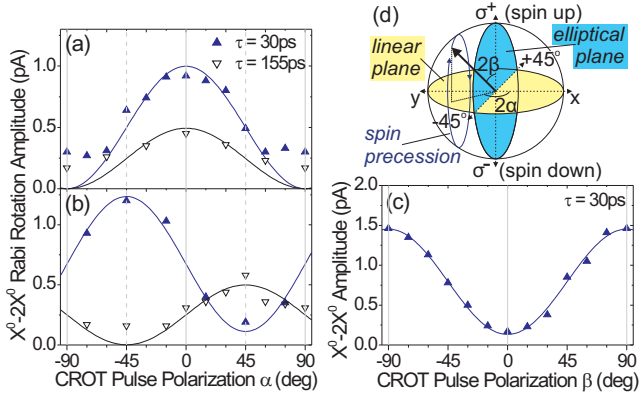 (a)
▲ τ = 30ps
▽ τ = 155ps
1.0
0.5
0.0
X⁰-2X⁰ Rabi Rotation Amplitude (pA)
(b)
1.0
0.5
0.0
-90 -45 0 45 90
CROT Pulse Polarization α (deg)
(d)
σ⁺ (spin up)
linear
plane
elliptical
plane
2β
+45°
y
x
2α
-45°
spin
precession
σ⁻ (spin down)
(c)
τ = 30ps
2.0
1.5
1.0
0.5
0.0
X⁰-2X⁰ Amplitude (pA)
-90 -45 0 45 90
CROT Pulse Polarization β (deg)